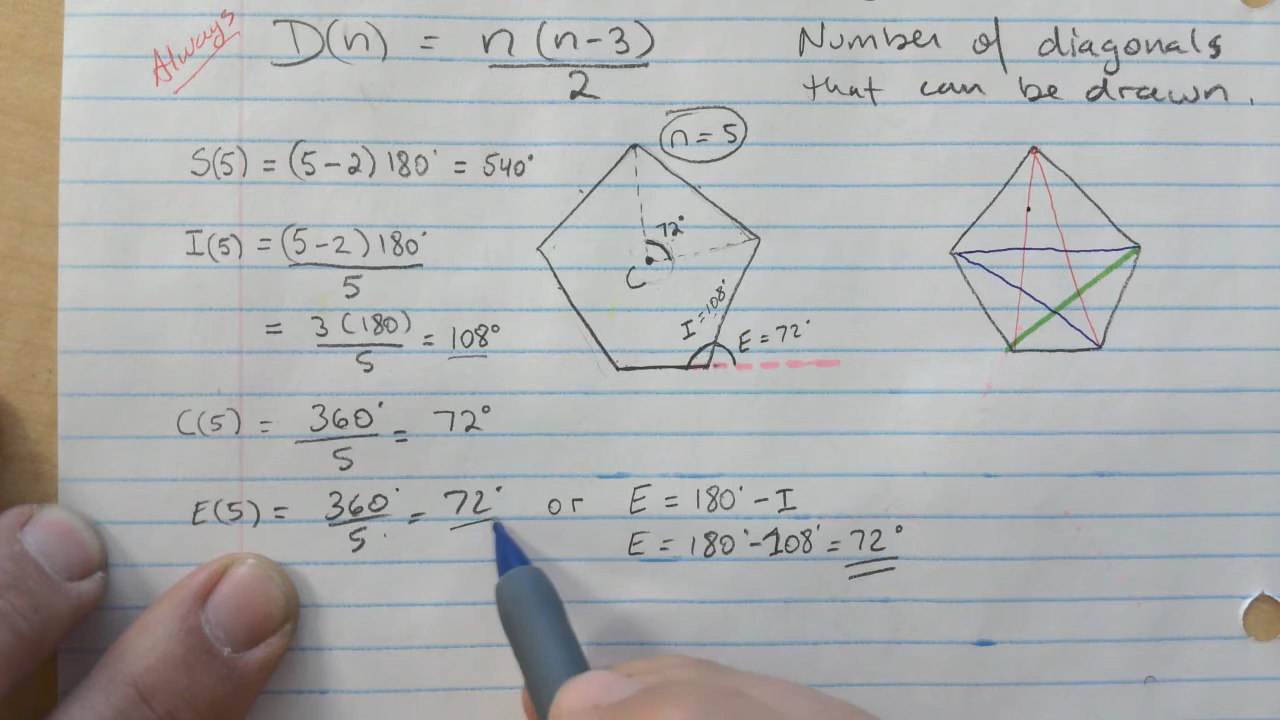 Always
D(n) = n(n-3)/2
Number of diagonals
that can be drawn.
n = 5
S(5) = (5-2)180° = 540°
I(5) = (5-2)180°/5
= 3(180)/5 = 108°
72°
C
I=108°
E = 72°
C(5) = 360°/5 = 72°
E(5) = 360°/5 = 72° or E = 180° - I
E = 180° - 108° = 72°